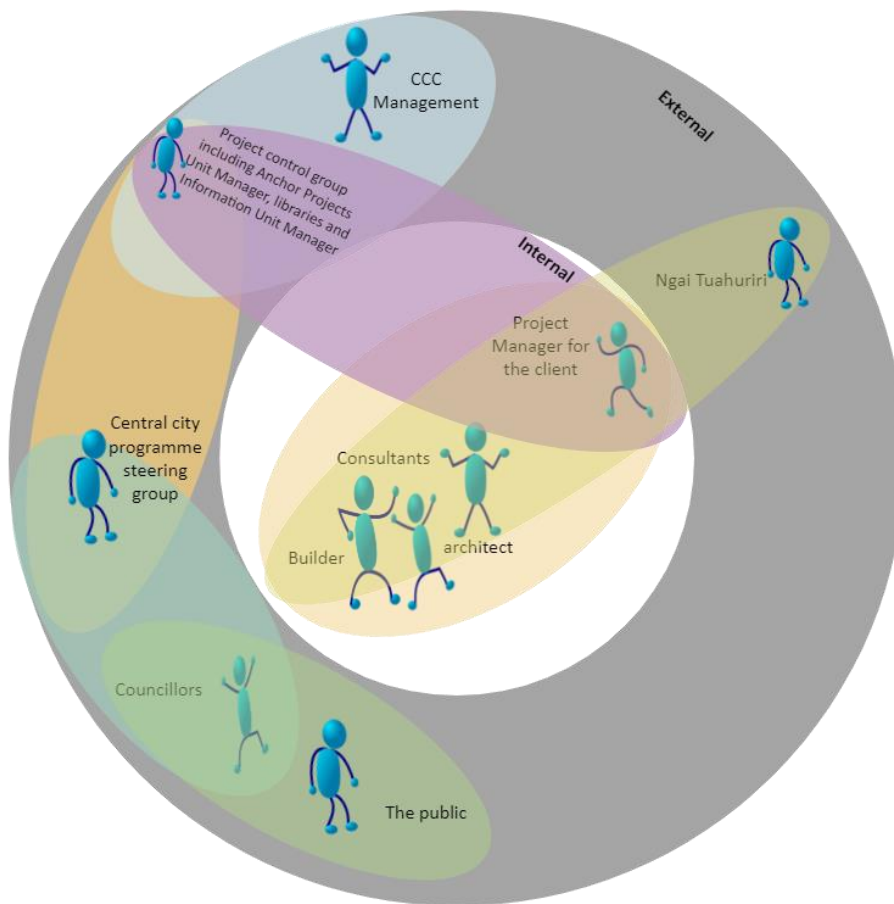 CCC
Management
External
Project control group
including Anchor Projects
Unit Manager, libraries and
Information Unit Manager
Internal
Ngai Tuahuriri
Project
Manager for
the client
Central city
programme
steering
group
Consultants
Builder
architect
Councillors
The public